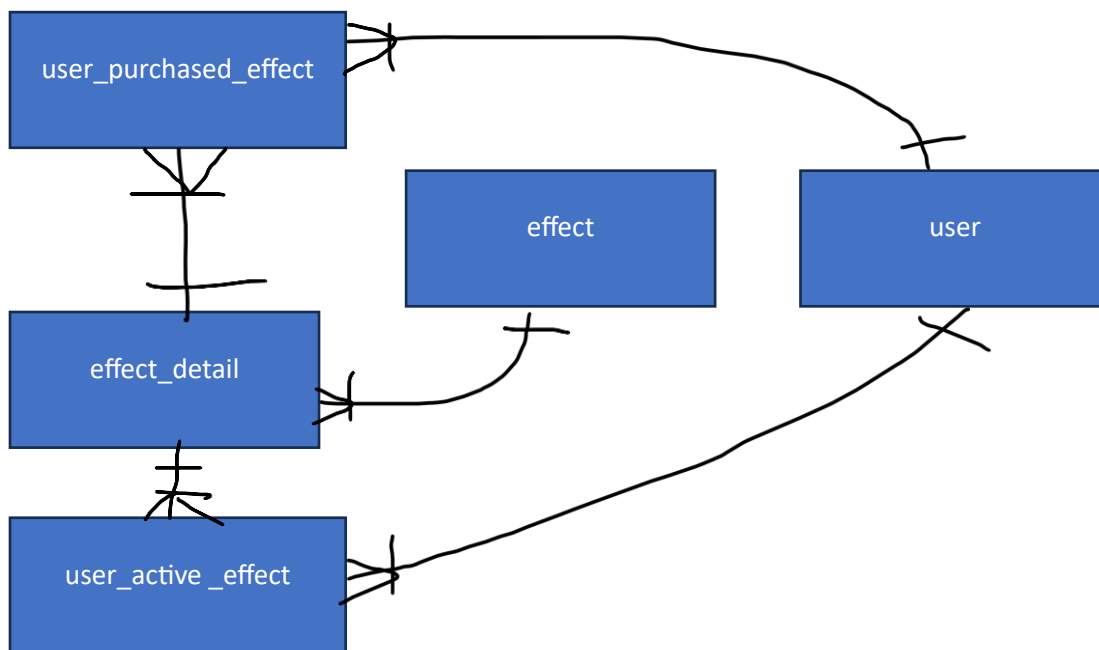 user_purchased_effect
effect
user
effect_detail
user_active _effect